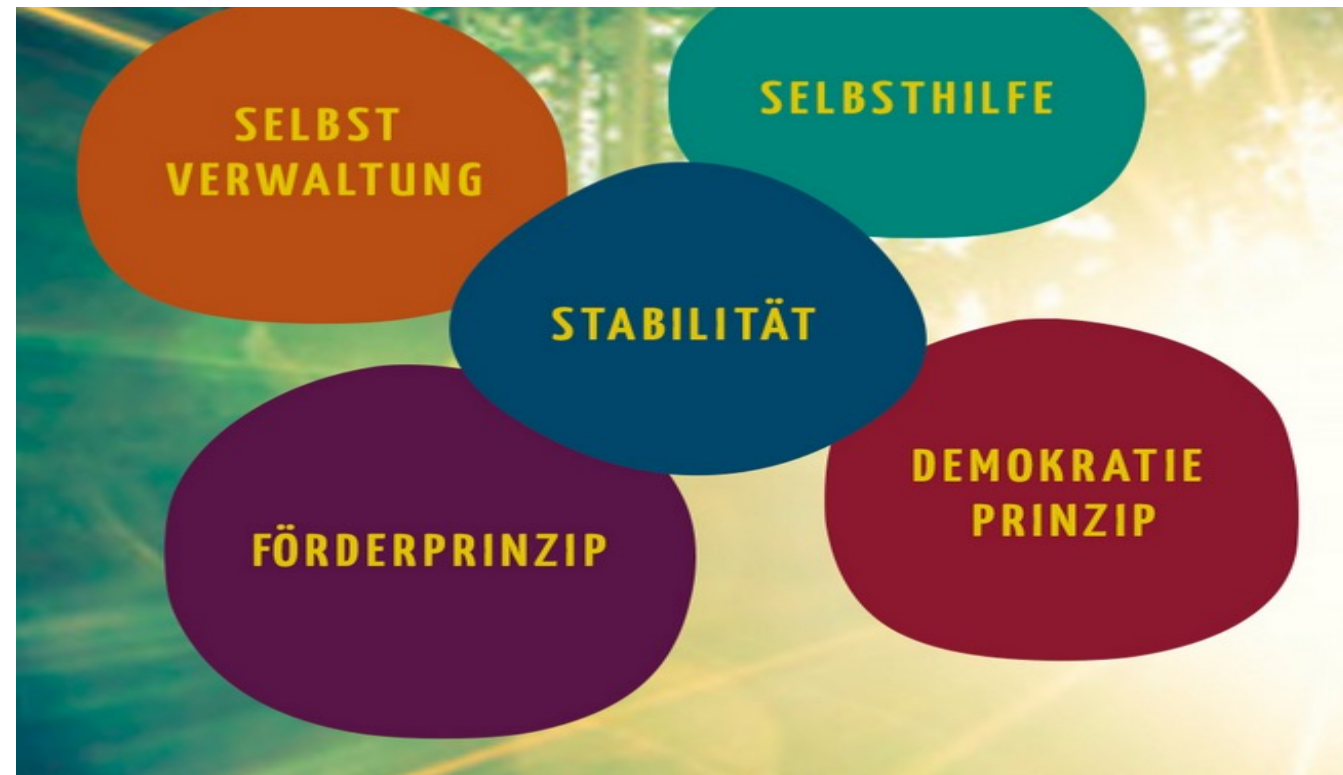 SELBST
VERWALTUNG
SELBSTHILFE
STABILITÄT
FÖRDERPRINZIP
DEMOKRATIE
PRINZIP